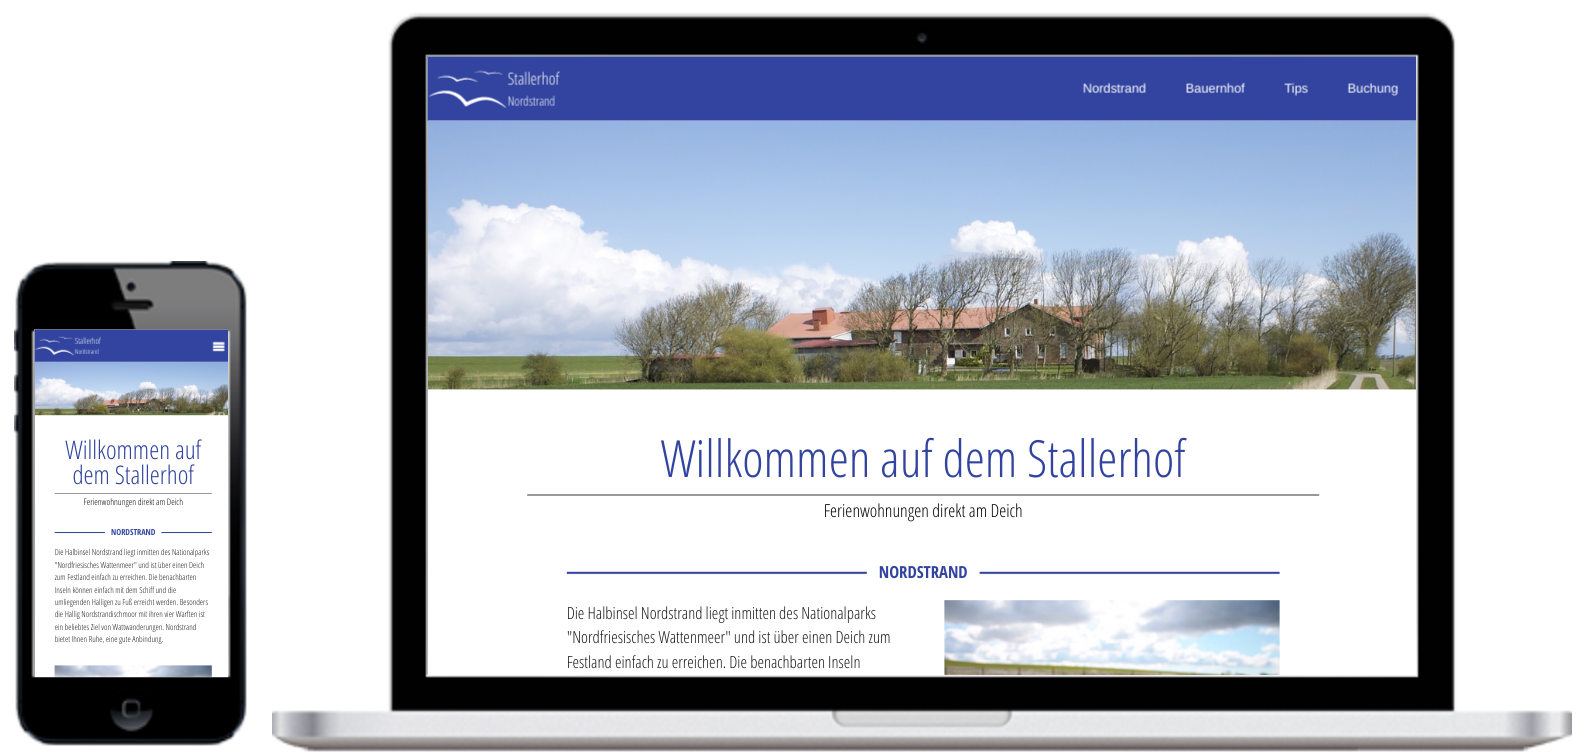 Stallerhof
Nordstrand
Nordstrand
Bauernhof
Tips
Buchung
Willkommen auf dem Stallerhof
Ferienwohnungen direkt am Deich
NORDSTRAND
Die Halbinsel Nordstrand liegt inmitten des Nationalparks
"Nordfriesisches Wattenmeer" und ist über einen Deich zum
Festland einfach zu erreichen. Die benachbarten Inseln
Stallerhof
Nordstrand
Willkommen auf
dem Stallerhof
Ferienwohnungen direkt am Deich
NORDSTRAND
Die Halbinsel Nordstrand liegt inmitten des Nationalparks
"Nordfriesisches Wattenmeer" und ist über einen Deich
zum Festland einfach zu erreichen. Die benachbarten
Inseln können einfach mit dem Schiff und die
umliegenden Halligen zu Fuß erreicht werden. Besonders
die Hallig Nordstrandischmoor mit ihren vier Warften ist
ein beliebtes Ziel von Wattwanderungen. Nordstrand
bietet Ihnen Ruhe, eine gute Anbindung.